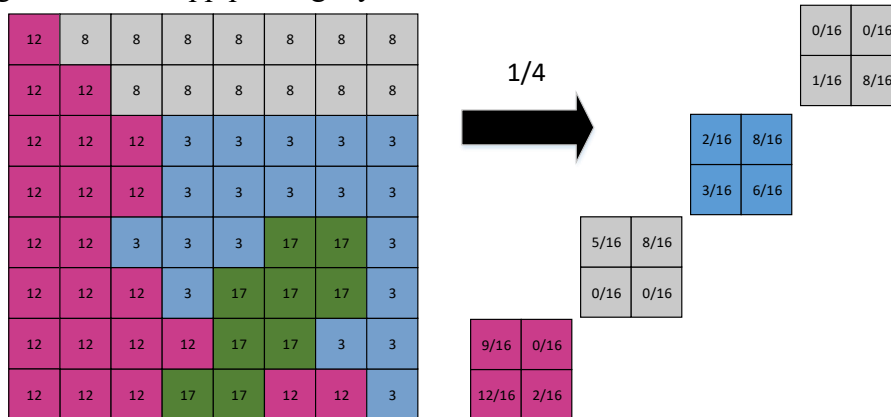 12 8 8 8 8 8 8 8
12 12 8 8 8 8 8 8
12 12 12 3 3 3 3 3
12 12 12 3 3 3 3 3
12 12 3 3 3 17 17 3
12 12 12 3 17 17 17 3
12 12 12 12 17 17 3 3
12 12 12 17 17 12 12 3
1/4
0/16 0/16
1/16 8/16
2/16 8/16
3/16 6/16
5/16 8/16
0/16 0/16
9/16 0/16
12/16 2/16